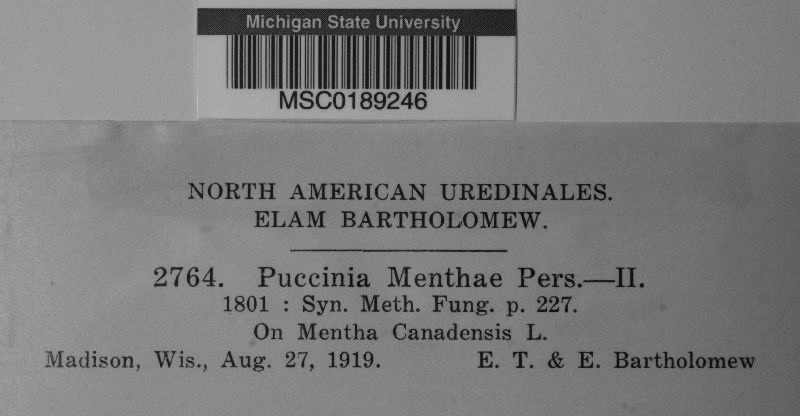 Michigan State University
MSC0189246
NORTH AMERICAN UREDINALES.
ELAM BARTHOLOMEW.
2764. Puccinia Menthae Pers.—II.
1801 : Syn. Meth. Fung. p. 227.
On Mentha Canadensis L.
Madison, Wis., Aug. 27, 1919. E. T. & E. Bartholomew